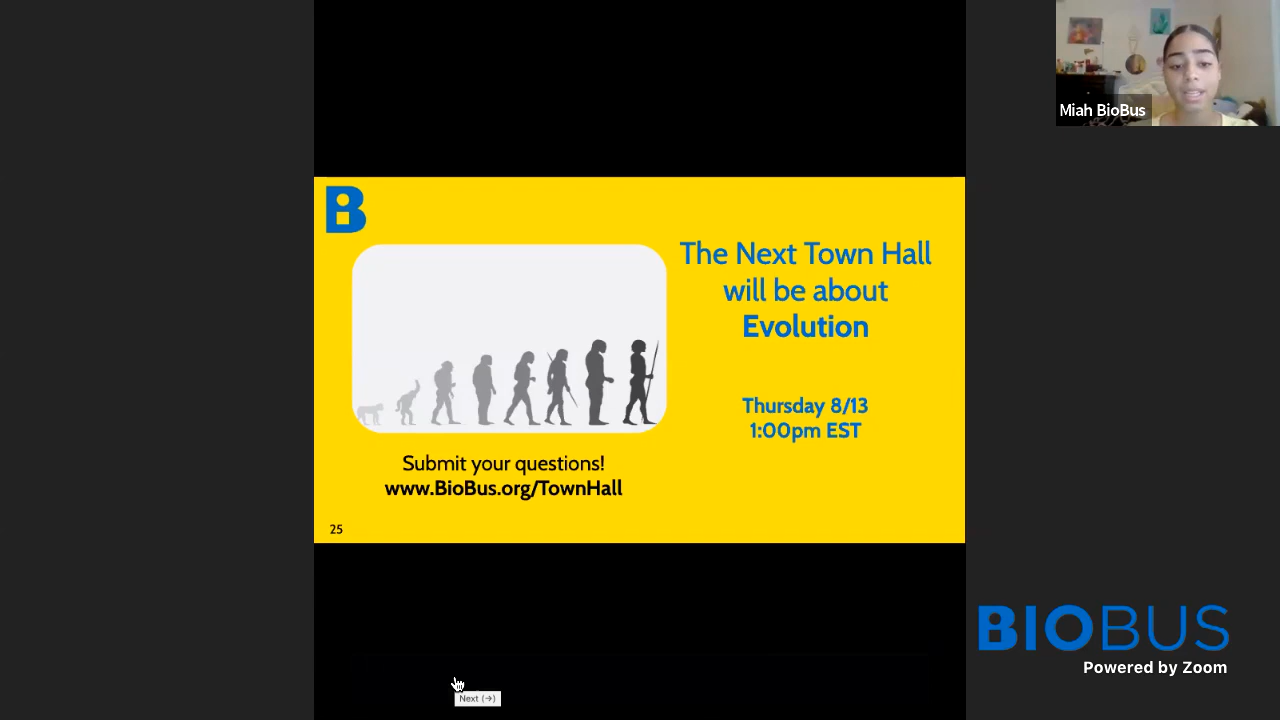 Miah BioBus
B
The Next Town Hall
will be about
Evolution
Thursday 8/13
1:00pm EST
Submit your questions!
www.BioBus.org/TownHall
25
BIOBUS
Powered by Zoom
Next (→)